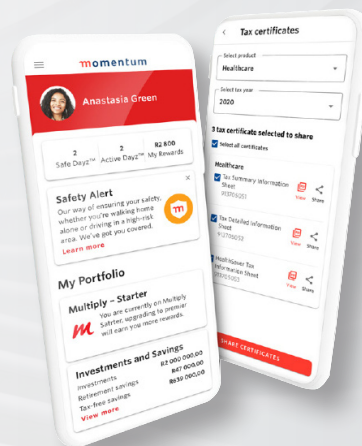 momentum
Anastasia Green
2
Safe Dayz™
2
Active Dayz™
R2 800
My Rewards
Safety Alert
Our way of ensuring your safety,
whether you're walking home
alone or driving in a high-risk
area. We've got you covered.
Learn more
My Portfolio
Multiply – Starter
You are currently on Multiply
Satrter, upgrading to premier
will earn you more rewards.
Investments and Savings
Investments R2 000 000,00
Retirement savings R47 000,00
Tax-free savings R839 000,00
View more
Tax certificates
Select product
Healthcare
Select tax year
2020
3 tax certificate selected to share
Select all certificates
Healthcare
Tax Summary Information
Sheet
View Share
Tax Detailed Information
Sheet
View Share
HealthSaver Tax
Information Sheet
View Share
SHARE CERTIFICATES